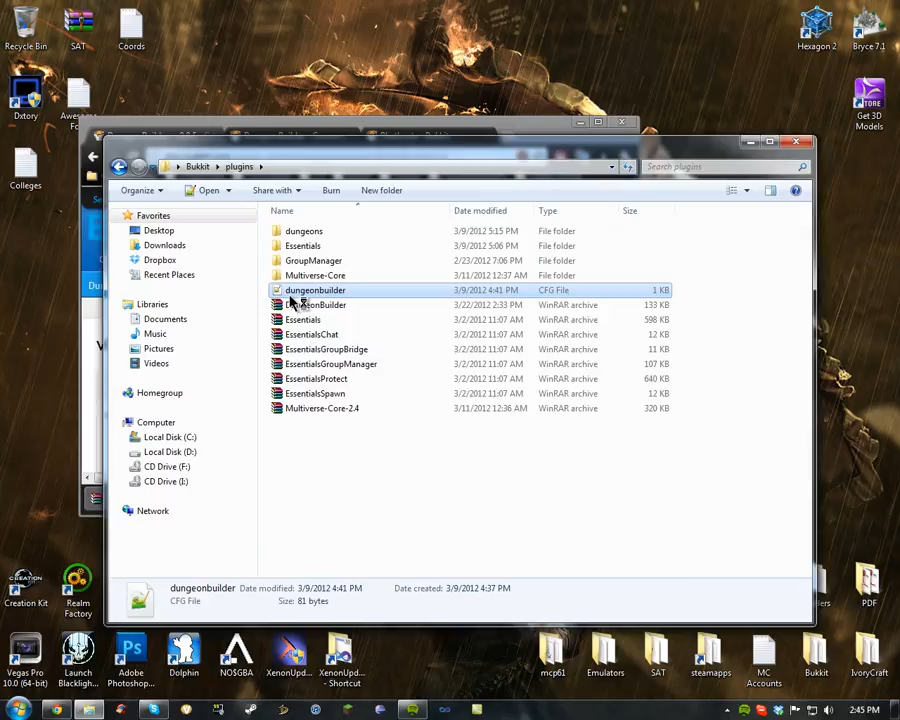 Recycle Bin
SAT
Coords
Hexagon 2
Bryce 7.1
Dxtory
Get 3D
Models
Colleges
Bukkit
plugins
Search plugins
Organize
Open
Share with
Burn
New folder
Name
Date modified
Type
Size
Favorites
Desktop
Downloads
Dropbox
Recent Places
Libraries
Documents
Music
Pictures
Videos
Homegroup
Computer
Local Disk (C:)
Local Disk (D:)
CD Drive (F:)
CD Drive (I:)
Network
dungeons 3/9/2012 5:15 PM File folder
Essentials 3/9/2012 5:06 PM File folder
GroupManager 2/23/2012 7:06 PM File folder
Multiverse-Core 3/11/2012 12:37 AM File folder
dungeonbuilder 3/9/2012 4:41 PM CFG File 1 KB
3/22/2012 2:33 PM WinRAR archive 133 KB
Essentials 3/2/2012 11:07 AM WinRAR archive 598 KB
EssentialsChat 3/2/2012 11:07 AM WinRAR archive 12 KB
EssentialsGroupBridge 3/2/2012 11:07 AM WinRAR archive 11 KB
EssentialsGroupManager 3/2/2012 11:07 AM WinRAR archive 107 KB
EssentialsProtect 3/2/2012 11:07 AM WinRAR archive 640 KB
EssentialsSpawn 3/2/2012 11:07 AM WinRAR archive 12 KB
Multiverse-Core-2.4 3/11/2012 12:36 AM WinRAR archive 320 KB
dungeonbuilder Date modified: 3/9/2012 4:41 PM Date created: 3/9/2012 4:37 PM
CFG File Size: 81 bytes
Creation Kit
Realm
Factory
PDF
Vegas Pro
10.0 (64-bit)
Launch
Blackligh...
Adobe
Photoshop...
Dolphin
NO$GBA
XenonUpd...
XenonUpd...
- Shortcut
mcp61
Emulators
SAT
steamapps
MC
Accounts
Bukkit
IvoryCraft
2:45 PM